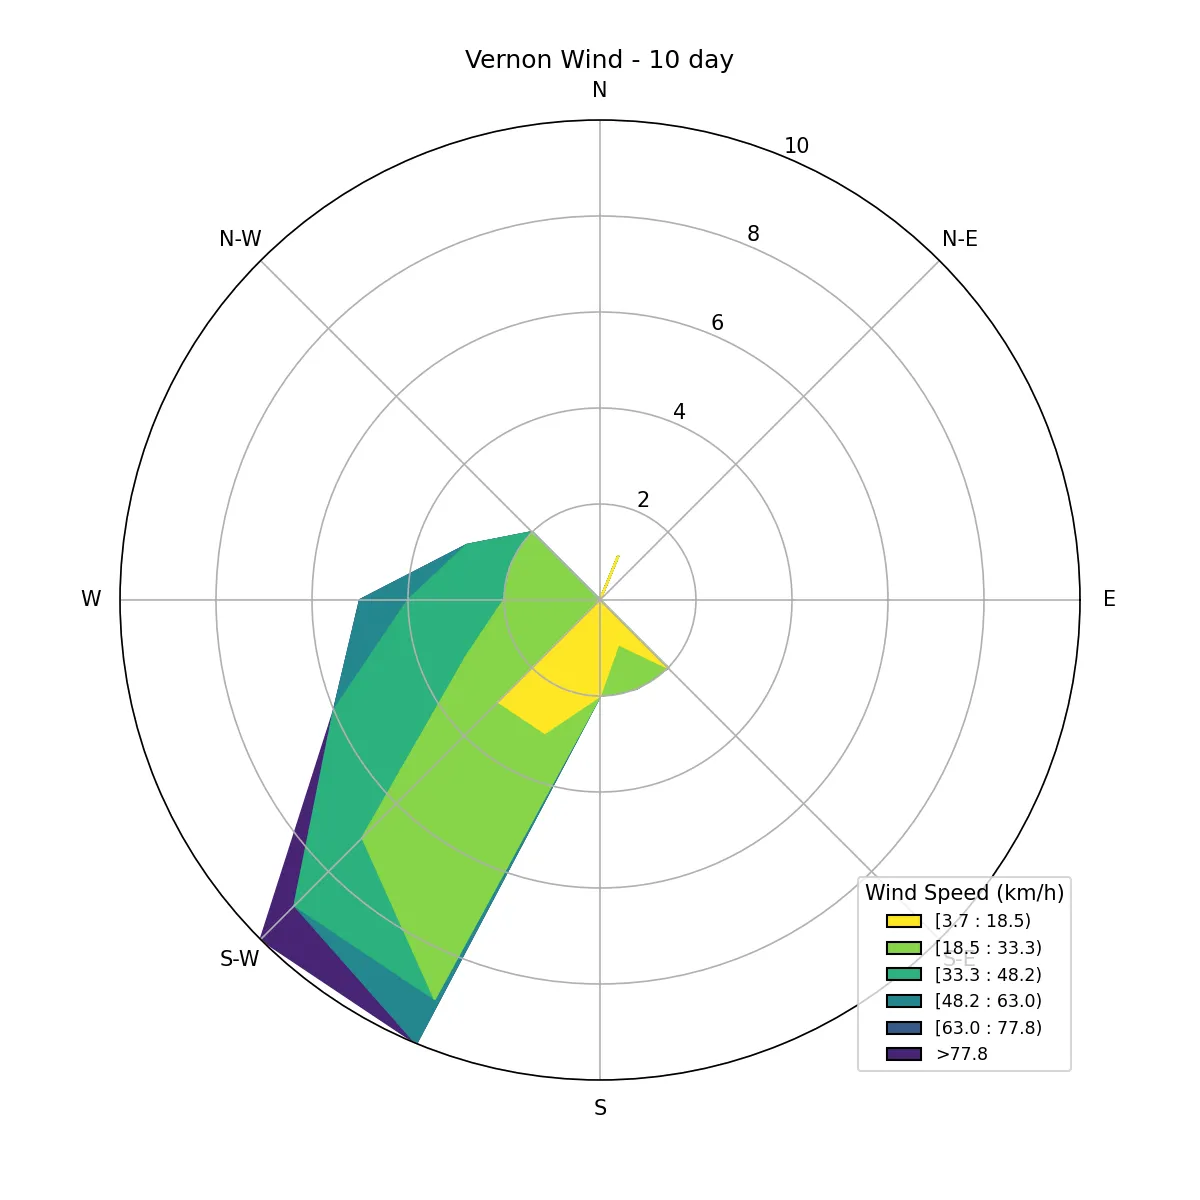 Vernon Wind - 10 day
N
10
N-W
8
N-E
6
4
2
W
E
S-W
S-E
S
Wind Speed (km/h)
[3.7 : 18.5)
[18.5 : 33.3)
[33.3 : 48.2)
[48.2 : 63.0)
[63.0 : 77.8)
>77.8